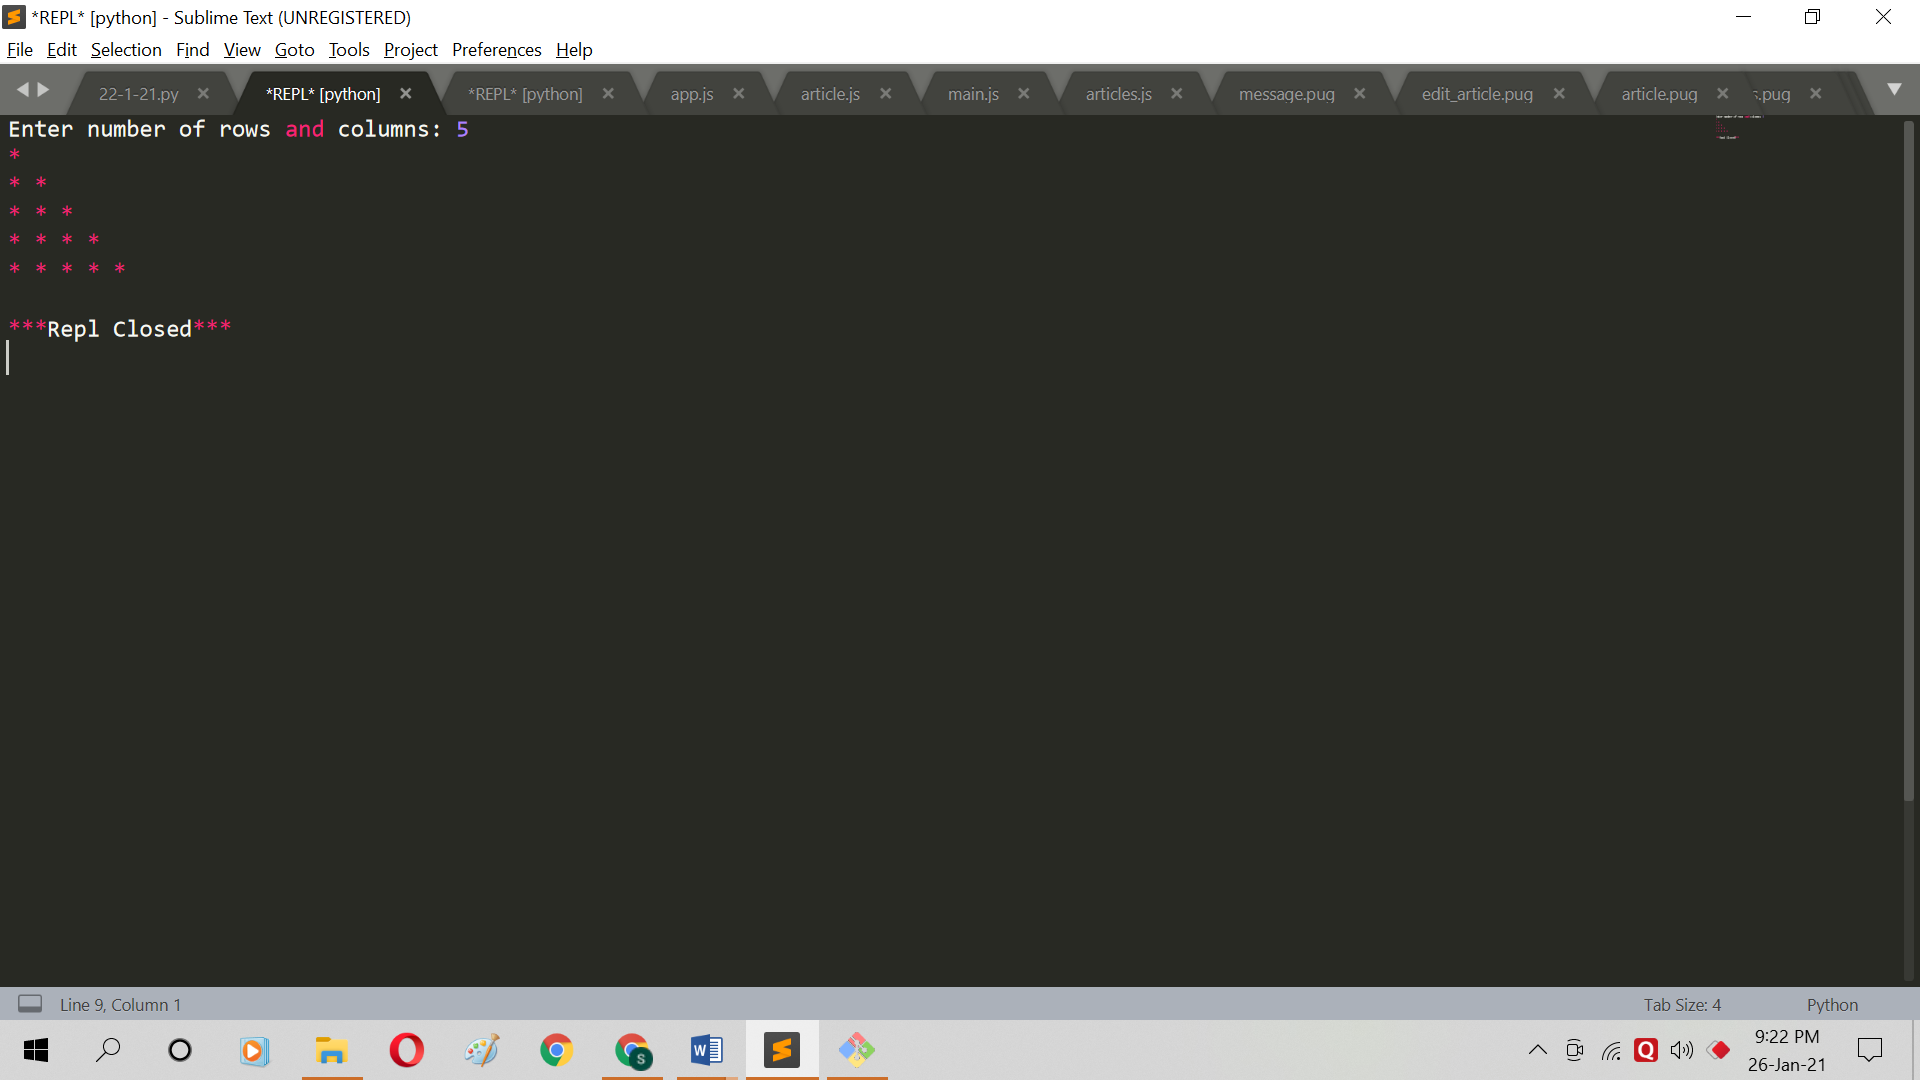 *REPL* [python] - Sublime Text (UNREGISTERED)
File Edit Selection Find View Goto Tools Project Preferences Help
22-1-21.py *REPL* [python] *REPL* [python] app.js article.js main.js articles.js message.pug edit_article.pug article.pug s.pug
Enter number of rows and columns: 5
*
* *
* * *
* * * *
* * * * *
***Repl Closed***
Line 9, Column 1 Tab Size: 4 Python
9:22 PM
26-Jan-21